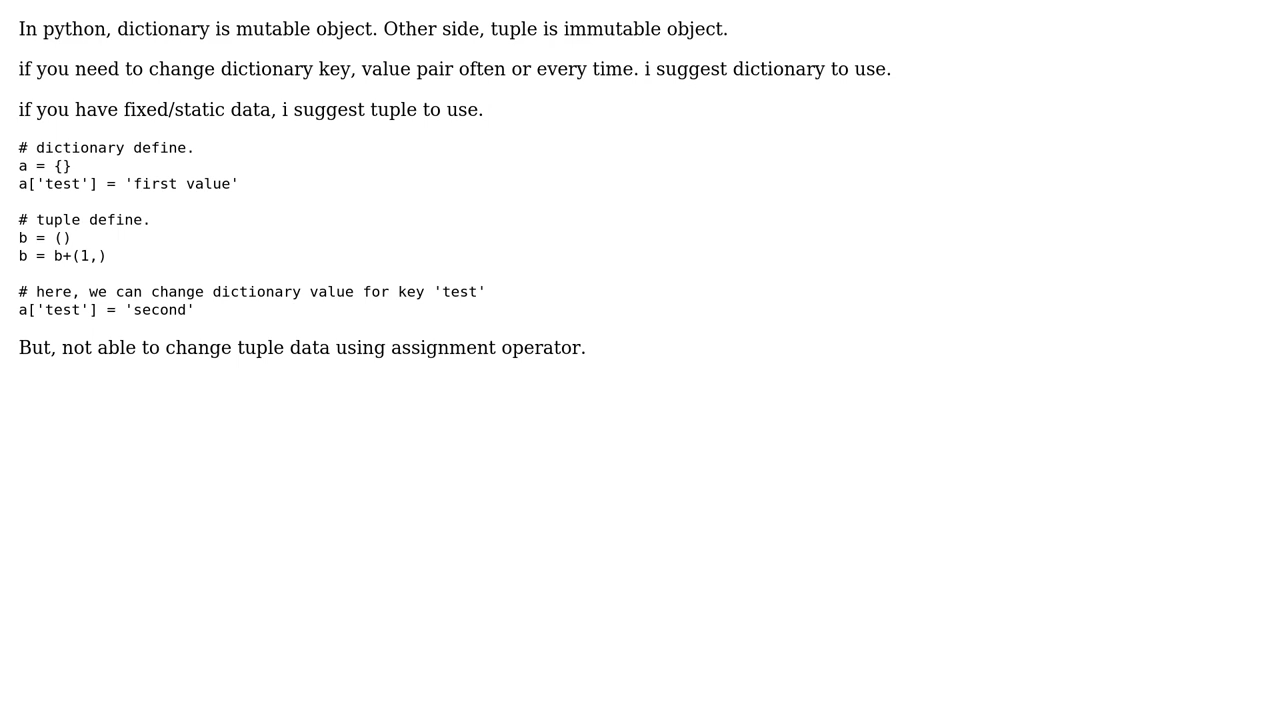 In python, dictionary is mutable object. Other side, tuple is immutable object.
if you need to change dictionary key, value pair often or every time. i suggest dictionary to use.
if you have fixed/static data, i suggest tuple to use.
# dictionary define.
a = {}
a['test'] = 'first value'
# tuple define.
b = ()
b = b+(1,)
# here, we can change dictionary value for key 'test'
a['test'] = 'second'
But, not able to change tuple data using assignment operator.